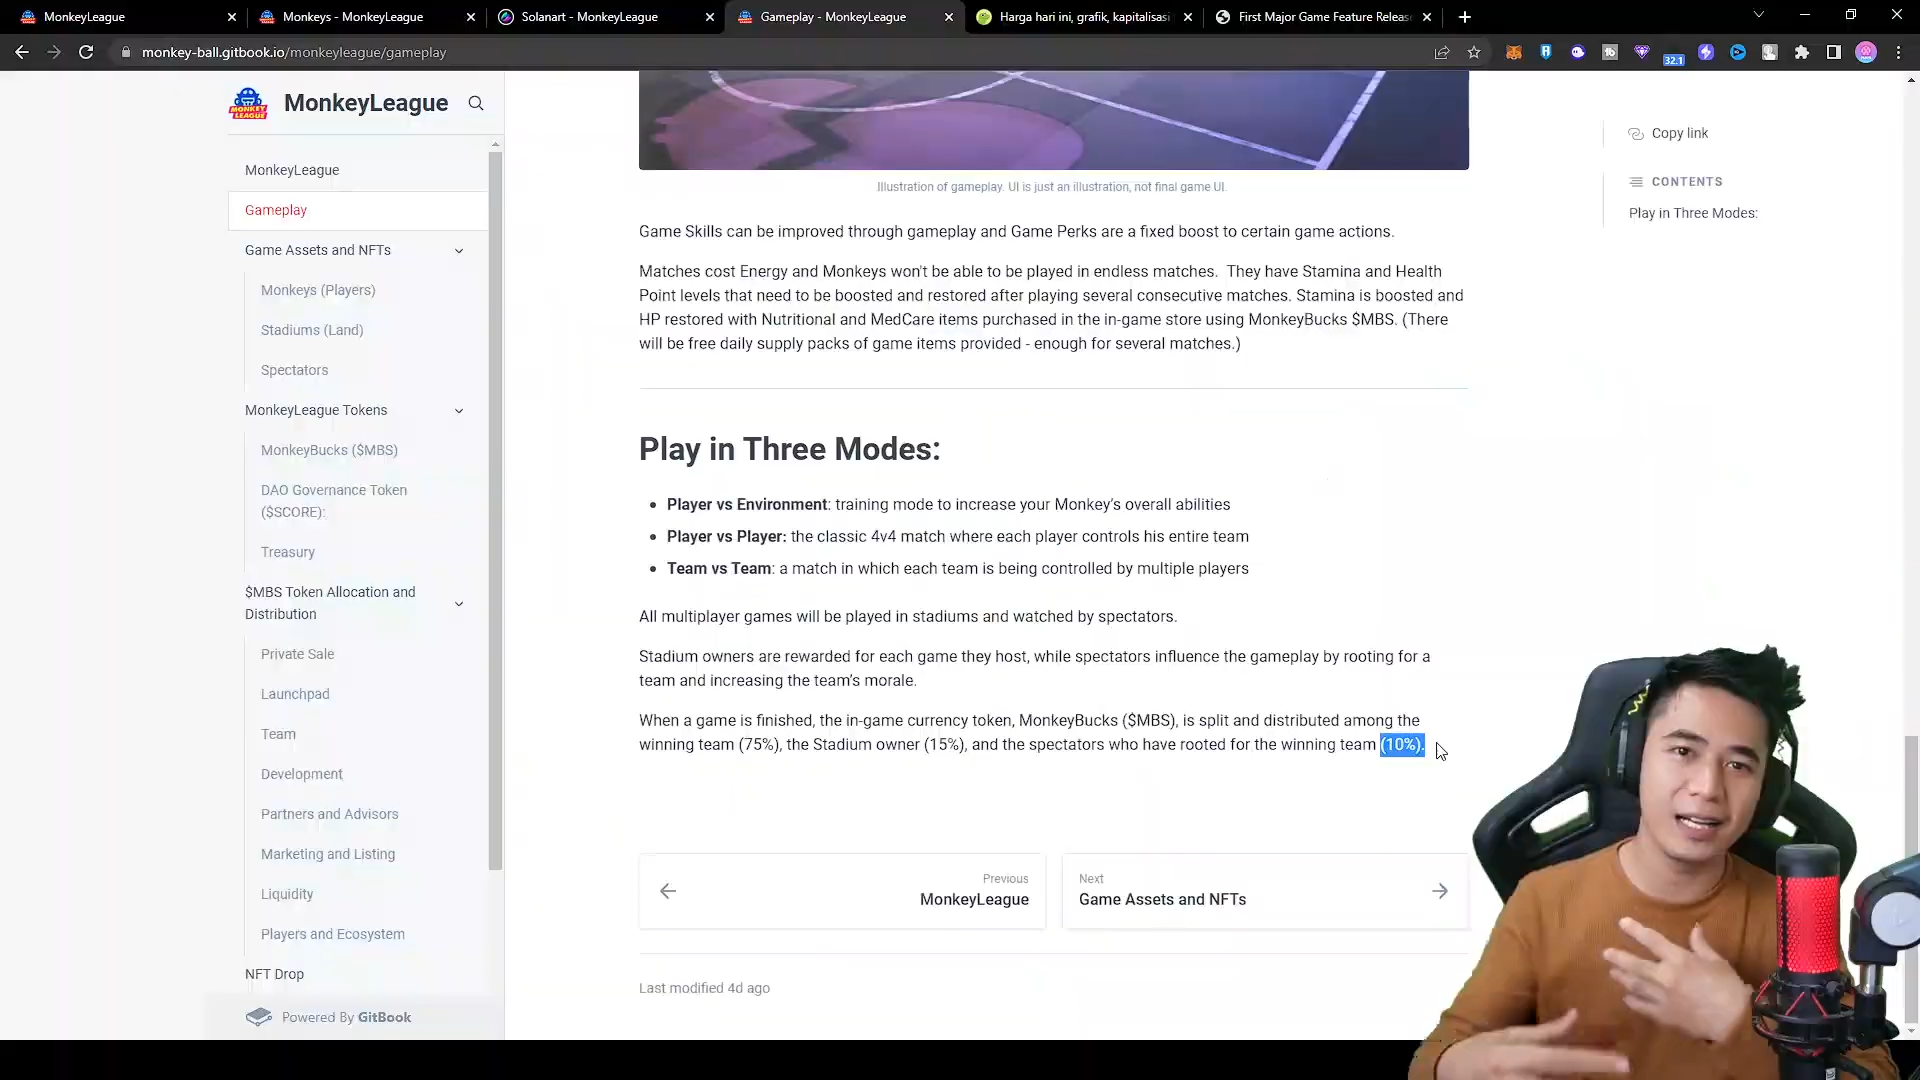 MonkeyLeague
Monkeys - MonkeyLeague
Solanart - MonkeyLeague
Gameplay - MonkeyLeague
Harga hari ini, grafik, kapitalisasi
First Major Game Feature Release
monkey-ball.gitbook.io/monkeyleague/gameplay
32.1
MONKEY
LEAGUE
MonkeyLeague
MonkeyLeague
Gameplay
Game Assets and NFTs
Monkeys (Players)
Stadiums (Land)
Spectators
MonkeyLeague Tokens
MonkeyBucks ($MBS)
DAO Governance Token
($SCORE):
Treasury
$MBS Token Allocation and
Distribution
Private Sale
Launchpad
Team
Development
Partners and Advisors
Marketing and Listing
Liquidity
Players and Ecosystem
NFT Drop
Powered By GitBook
Illustration of gameplay. UI is just an illustration, not final game UI.
Game Skills can be improved through gameplay and Game Perks are a fixed boost to certain game actions.
Matches cost Energy and Monkeys won't be able to be played in endless matches. They have Stamina and Health
Point levels that need to be boosted and restored after playing several consecutive matches. Stamina is boosted and
HP restored with Nutritional and MedCare items purchased in the in-game store using MonkeyBucks $MBS. (There
will be free daily supply packs of game items provided - enough for several matches.)
Play in Three Modes:
• Player vs Environment: training mode to increase your Monkey’s overall abilities
• Player vs Player: the classic 4v4 match where each player controls his entire team
• Team vs Team: a match in which each team is being controlled by multiple players
All multiplayer games will be played in stadiums and watched by spectators.
Stadium owners are rewarded for each game they host, while spectators influence the gameplay by rooting for a
team and increasing the team’s morale.
When a game is finished, the in-game currency token, MonkeyBucks ($MBS), is split and distributed among the
winning team (75%), the Stadium owner (15%), and the spectators who have rooted for the winning team (10%).
Previous
MonkeyLeague
Next
Game Assets and NFTs
Last modified 4d ago
Copy link
CONTENTS
Play in Three Modes: